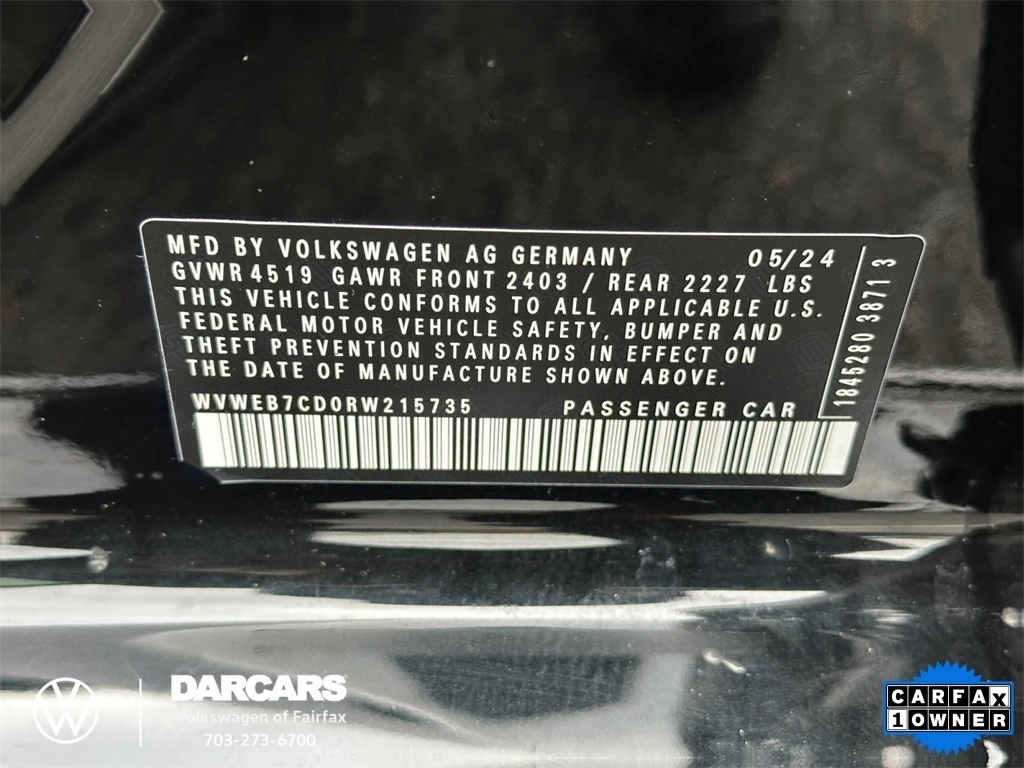 MFD BY VOLKSWAGEN AG GERMANY 05/24
GVWR 4519 GAWR FRONT 2403 / REAR 2227 LBS
THIS VEHICLE CONFORMS TO ALL APPLICABLE U.S.
FEDERAL MOTOR VEHICLE SAFETY, BUMPER AND
THEFT PREVENTION STANDARDS IN EFFECT ON
THE DATE OF MANUFACTURE SHOWN ABOVE.
WVWEB7CD0RW215735 PASSENGER CAR
1845280 3871 3
DARCARS
Volkswagen of Fairfax
703-273-6700
CARFAX
1 OWNER